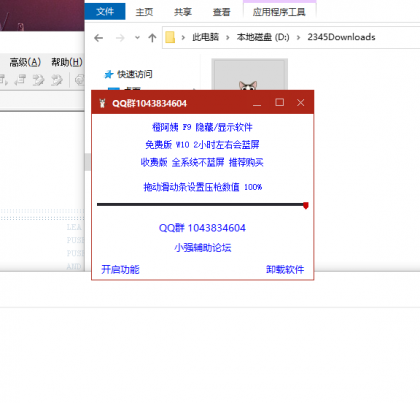 文件 主页 共享 查看 应用程序工具
高级(A) 帮助(H)
此电脑 › 本地磁盘 (D:) › 2345Downloads
快速访问
QQ群1043834604
橙阿姨 F9 隐藏/显示软件
免费版 W10 2小时左右会蓝屏
收费版 全系统不蓝屏 推荐购买
拖动滑动条设置压枪数值 100%
QQ群 1043834604
小强辅助论坛
开启功能 卸载软件
LEA
PUSH
PUSH
AND